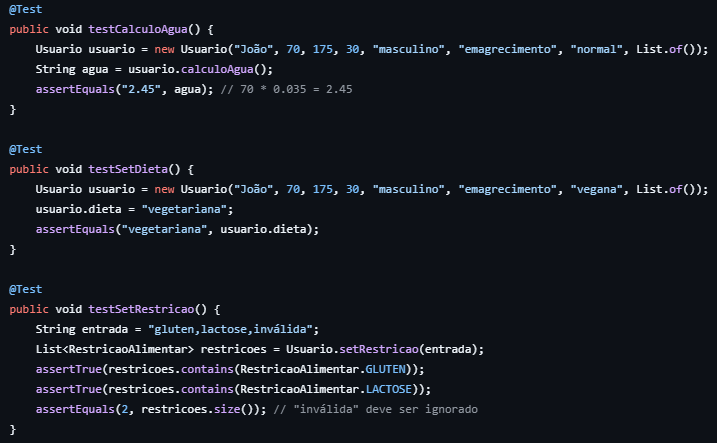 @Test
public void testCalculoAgua() {
    Usuario usuario = new Usuario("João", 70, 175, 30, "masculino", "emagrecimento", "normal", List.of());
    String agua = usuario.calculoAgua();
    assertEquals("2.45", agua); // 70 * 0.035 = 2.45
}

@Test
public void testSetDieta() {
    Usuario usuario = new Usuario("João", 70, 175, 30, "masculino", "emagrecimento", "vegana", List.of());
    usuario.dieta = "vegetariana";
    assertEquals("vegetariana", usuario.dieta);
}

@Test
public void testSetRestricao() {
    String entrada = "gluten,lactose,inválida";
    List<RestricaoAlimentar> restricoes = Usuario.setRestricao(entrada);
    assertTrue(restricoes.contains(RestricaoAlimentar.GLUTEN));
    assertTrue(restricoes.contains(RestricaoAlimentar.LACTOSE));
    assertEquals(2, restricoes.size()); // "inválida" deve ser ignorado
}